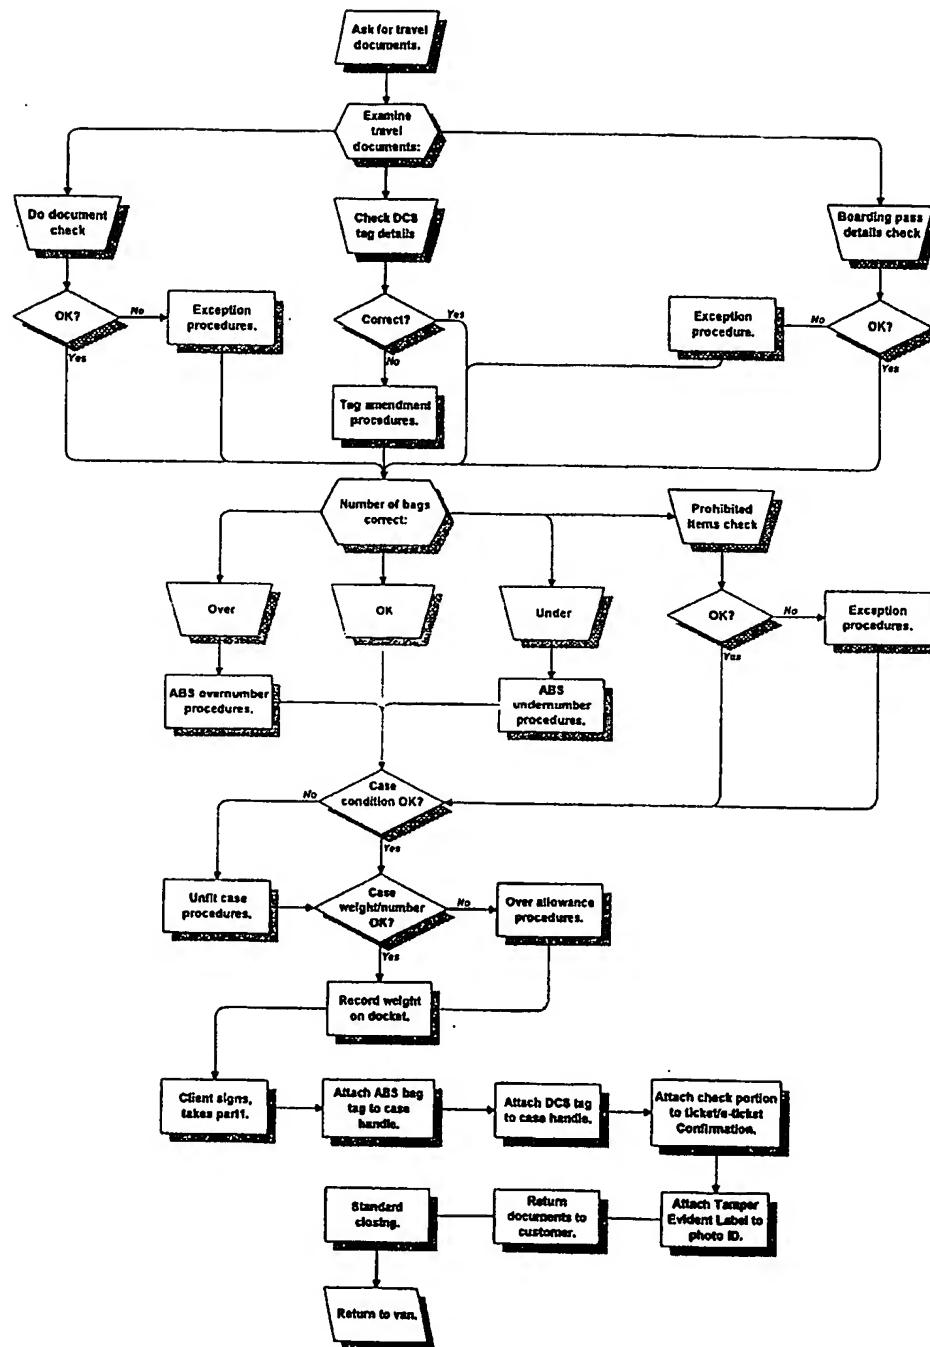 Ask for travel
documents.
Examine
travel
documents:
Do document
check
Check DCS
tag details
Boarding pass
details check
OK?
No
Yes
Exception
procedures.
Correct?
Yes
No
Exception
procedure.
No
OK?
Yes
Tag amendment
procedures.
Number of bags
correct:
Prohibited
items check
Over
OK
Under
OK?
No
Yes
Exception
procedures.
ABS overnumber
procedures.
ABS
undernumber
procedures.
No
Case
condition OK?
Yes
Unfit case
procedures.
Case
weight/number
OK?
No
Yes
Over allowance
procedures.
Record weight
on docket.
Client signs,
takes part1.
Attach ABS bag
tag to case
handle.
Attach DCS tag
to case handle.
Attach check portion
to ticket/e-ticket
Confirmation.
Standard
closing.
Return
documents to
customer.
Attach Tamper
Evident Label to
photo ID.
Return to van.